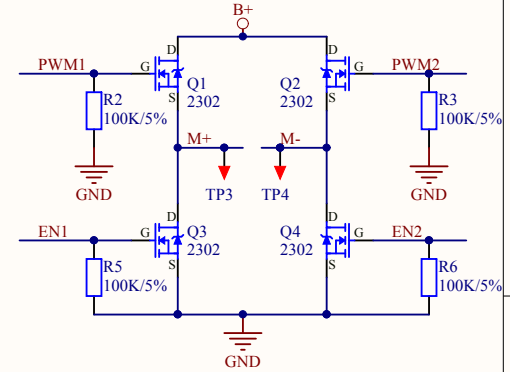 B+
D
D
PWM1
G
Q1
2302
S
Q2
2302
S
G
PWM2
R2
100K/5%
R3
100K/5%
GND
GND
M+
M-
TP3
TP4
D
D
EN1
G
Q3
2302
S
Q4
2302
S
G
EN2
R5
100K/5%
R6
100K/5%
GND